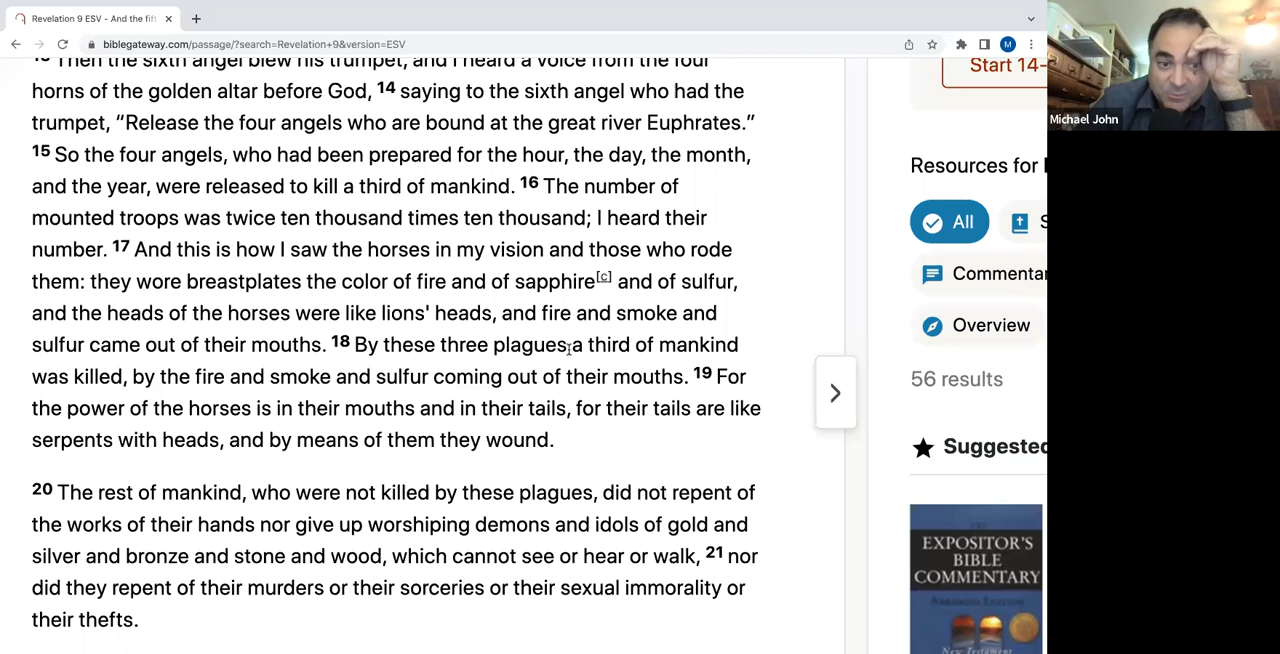 Revelation 9 ESV - And the fif
biblegateway.com/passage/?search=Revelation+9&version=ESV
M
13 Then the sixth angel blew his trumpet, and I heard a voice from the four
horns of the golden altar before God, 14 saying to the sixth angel who had the
trumpet, “Release the four angels who are bound at the great river Euphrates.”
15 So the four angels, who had been prepared for the hour, the day, the month,
and the year, were released to kill a third of mankind. 16 The number of
mounted troops was twice ten thousand times ten thousand; I heard their
number. 17 And this is how I saw the horses in my vision and those who rode
them: they wore breastplates the color of fire and of sapphire[c] and of sulfur,
and the heads of the horses were like lions' heads, and fire and smoke and
sulfur came out of their mouths. 18 By these three plagues a third of mankind
was killed, by the fire and smoke and sulfur coming out of their mouths. 19 For
the power of the horses is in their mouths and in their tails, for their tails are like
serpents with heads, and by means of them they wound.
20 The rest of mankind, who were not killed by these plagues, did not repent of
the works of their hands nor give up worshiping demons and idols of gold and
silver and bronze and stone and wood, which cannot see or hear or walk, 21 nor
did they repent of their murders or their sorceries or their sexual immorality or
their thefts.
Start 14-
Resources for
All
S
Commentar
Overview
56 results
Suggested
EXPOSITOR'S
BIBLE
COMMENTARY
ABRIDGED EDITION
New Testament
Michael John